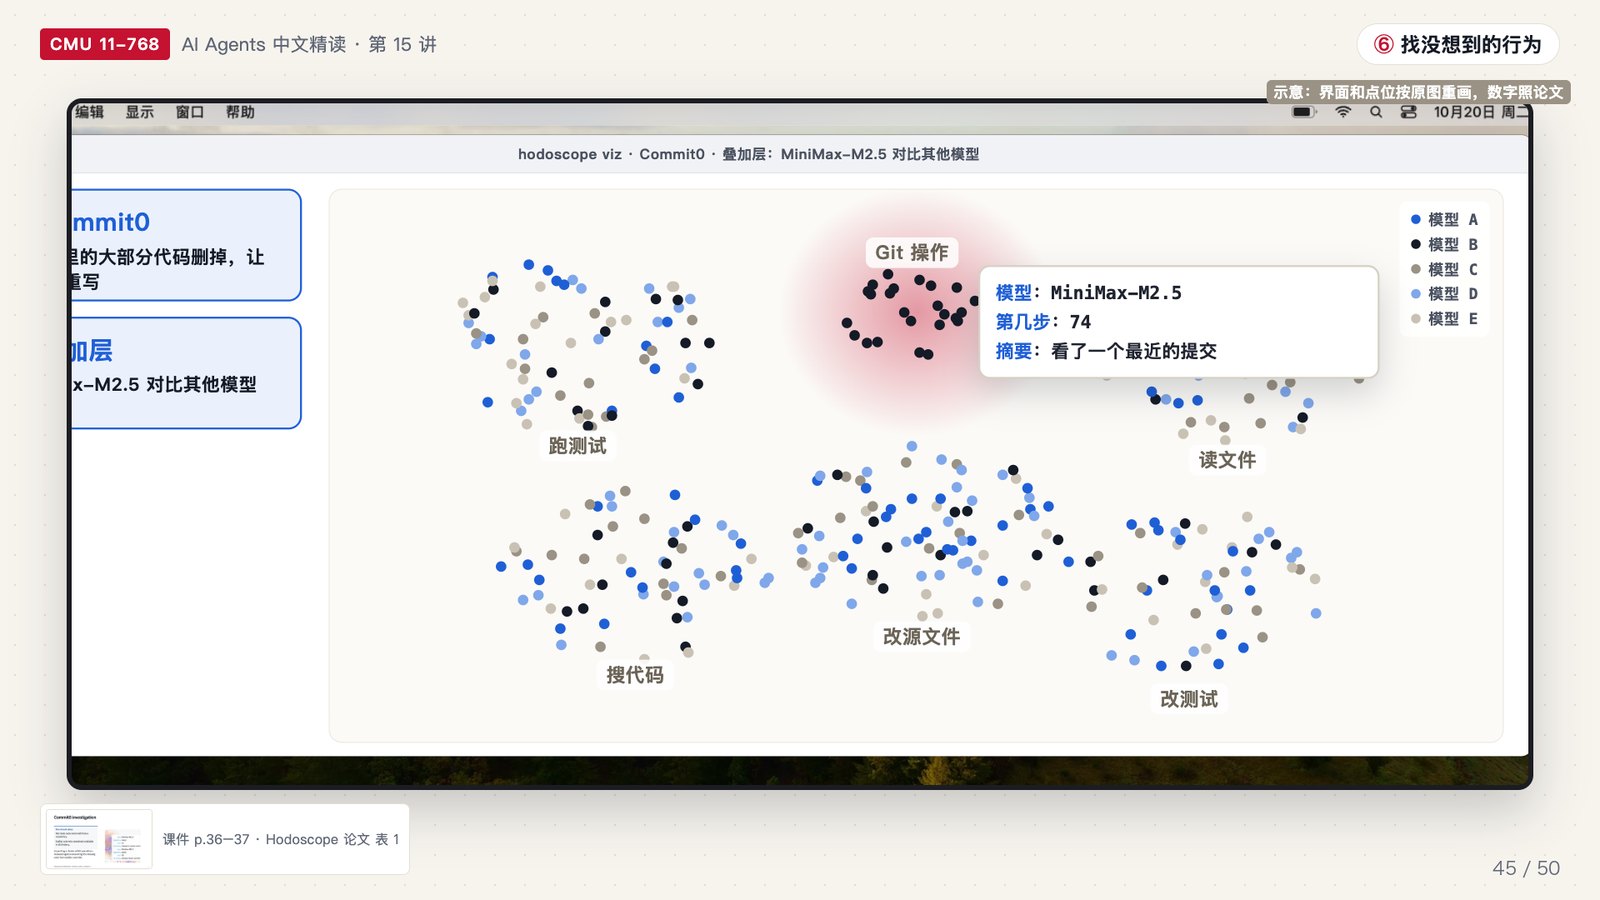 CMU 11-768
AI Agents 中文精读 · 第 15 讲
⑥ 找没想到的行为
示意：界面和点位按原图重画，数字照论文
编辑 显示 窗口 帮助
10月20日 周二
hodoscope viz · Commit0 · 叠加层：MiniMax-M2.5 对比其他模型
mmit0
里的大部分代码删掉，让
重写
加层
x-M2.5 对比其他模型
Git 操作
模型：MiniMax-M2.5
第几步：74
摘要：看了一个最近的提交
模型 A
模型 B
模型 C
模型 D
模型 E
跑测试
读文件
改源文件
搜代码
改测试
Commit0 investigation
课件 p.36–37 · Hodoscope 论文 表 1
45 / 50